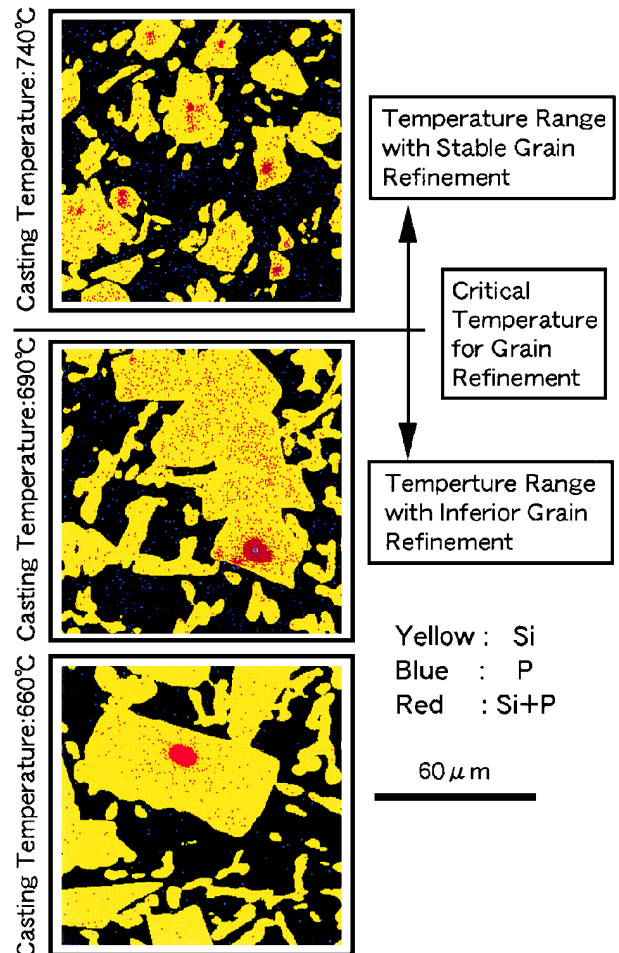 Casting Temperature:740℃
Temperature Range
with Stable Grain
Refinement
Critical
Temperature
for Grain
Refinement
Casting Temperature:690℃
Temperture Range
with Inferior Grain
Refinement
Casting Temperature:660℃
Yellow : Si
Blue : P
Red : Si+P
60μm